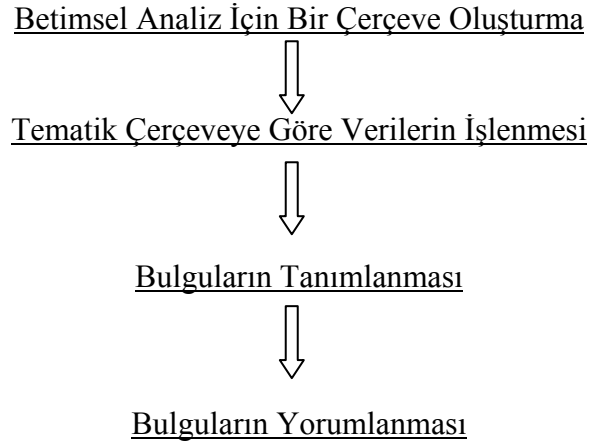 Betimsel Analiz İçin Bir Çerçeve Oluşturma
Tematik Çerçeveye Göre Verilerin İşlenmesi
Bulguların Tanımlanması
Bulguların Yorumlanması